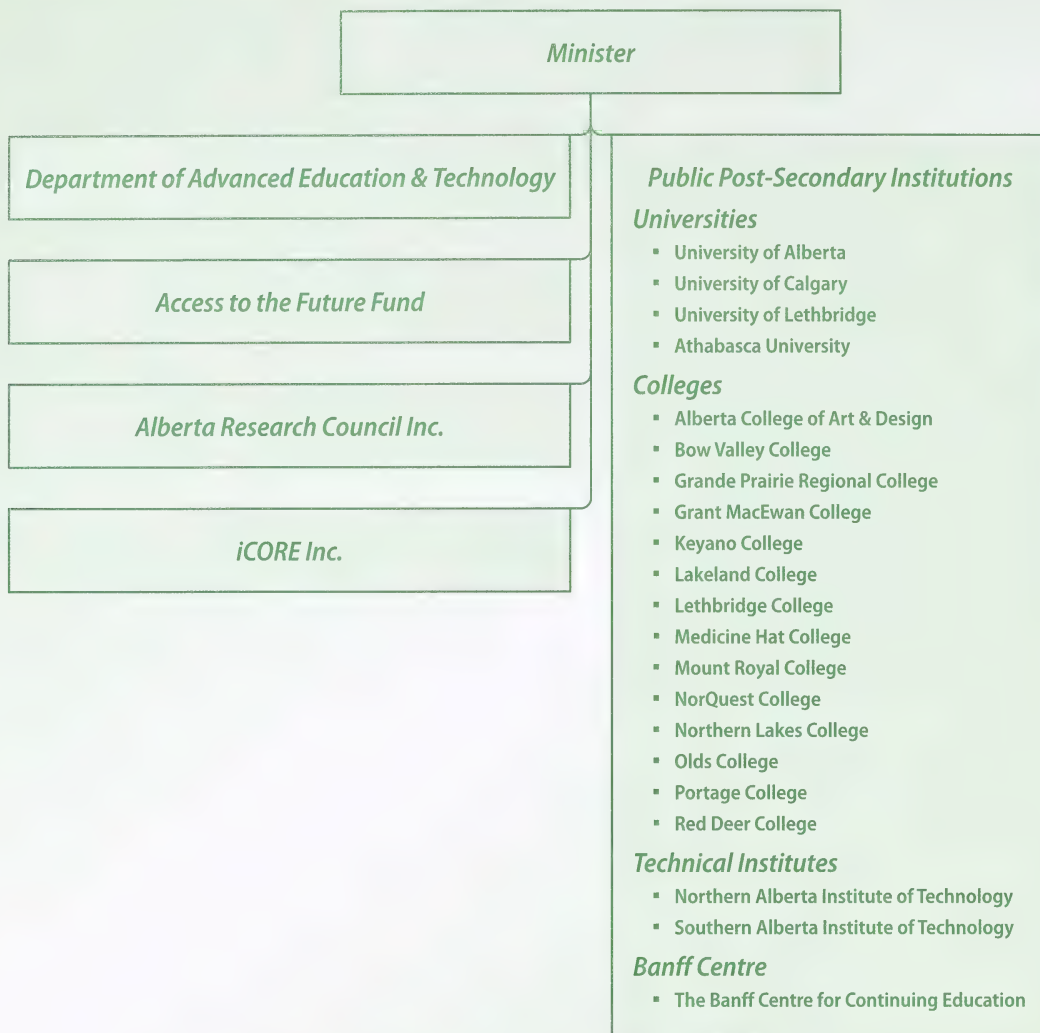 Minister
Department of Advanced Education & Technology
Access to the Future Fund
Alberta Research Council Inc.
iCORE Inc.
Public Post-Secondary Institutions
Universities
▪ University of Alberta
▪ University of Calgary
▪ University of Lethbridge
▪ Athabasca University
Colleges
▪ Alberta College of Art & Design
▪ Bow Valley College
▪ Grande Prairie Regional College
▪ Grant MacEwan College
▪ Keyano College
▪ Lakeland College
▪ Lethbridge College
▪ Medicine Hat College
▪ Mount Royal College
▪ NorQuest College
▪ Northern Lakes College
▪ Olds College
▪ Portage College
▪ Red Deer College
Technical Institutes
▪ Northern Alberta Institute of Technology
▪ Southern Alberta Institute of Technology
Banff Centre
▪ The Banff Centre for Continuing Education